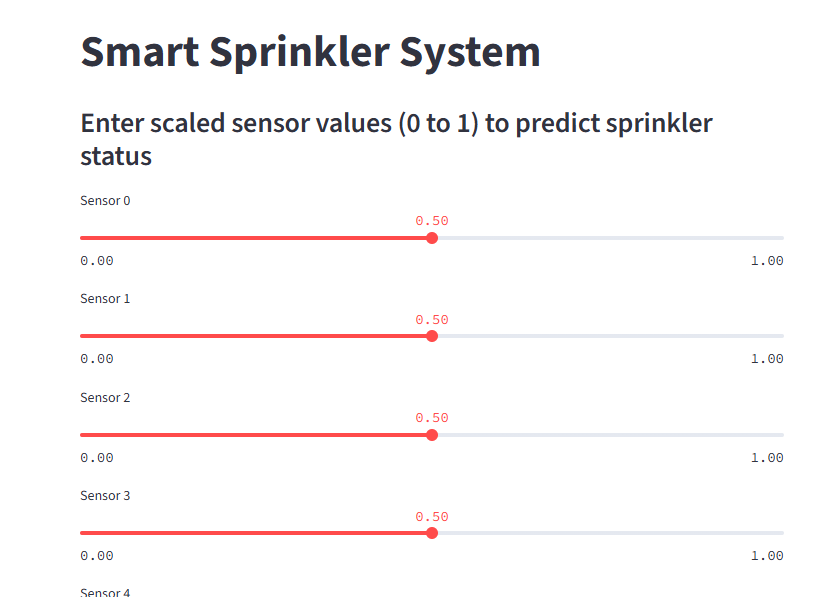 Smart Sprinkler System
Enter scaled sensor values (0 to 1) to predict sprinkler
status
Sensor 0
0.50
0.00 1.00
Sensor 1
0.50
0.00 1.00
Sensor 2
0.50
0.00 1.00
Sensor 3
0.50
0.00 1.00
Sensor 4